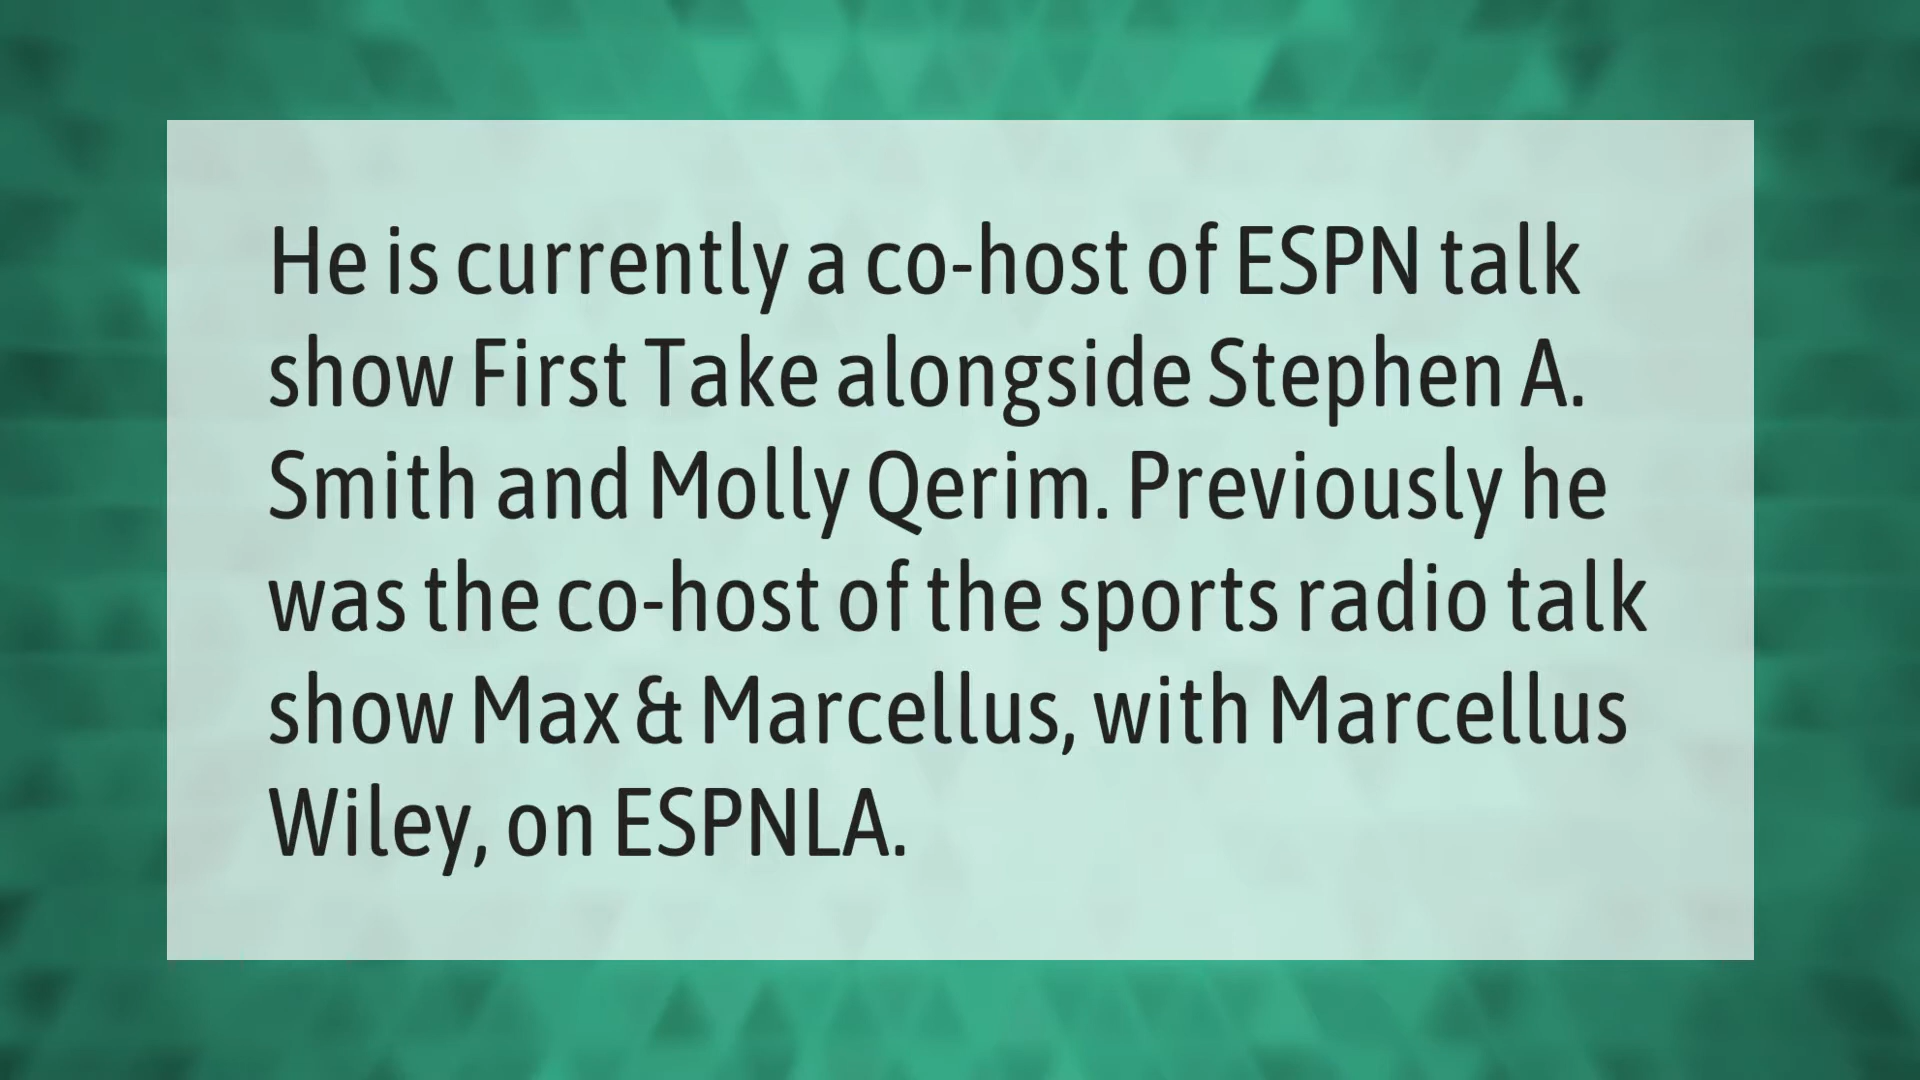 He is currently a co-host of ESPN talk
show First Take alongside Stephen A.
Smith and Molly Qerim. Previously he
was the co-host of the sports radio talk
show Max & Marcellus, with Marcellus
Wiley, on ESPNLA.